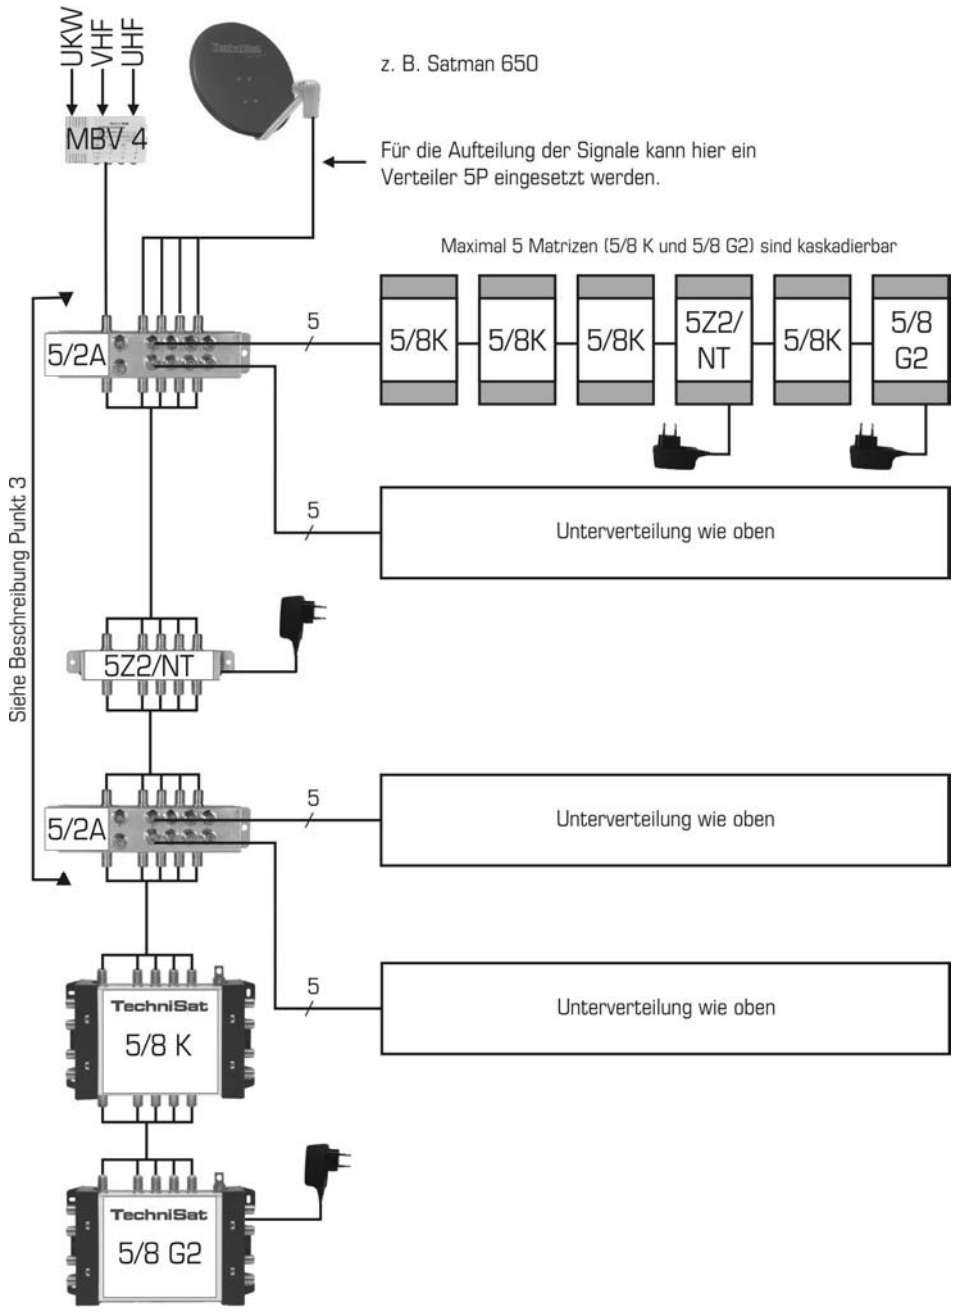 UKW
VHF
UHF
MBV 4
TechniSat
z. B. Satman 650
Für die Aufteilung der Signale kann hier ein
Verteiler 5P eingesetzt werden.
Maximal 5 Matrizen (5/8 K und 5/8 G2) sind kaskadierbar
5/2A
5
5/8K
5/8K
5/8K
5Z2/
NT
5/8K
5/8
G2
5
Unterverteilung wie oben
Siehe Beschreibung Punkt 3
5Z2/NT
5/2A
5
Unterverteilung wie oben
5
Unterverteilung wie oben
TechniSat
5/8 K
TechniSat
5/8 G2